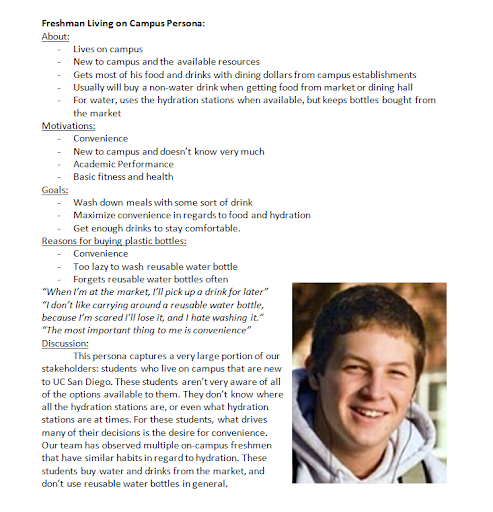 Freshman Living on Campus Persona:
About:
- Lives on campus
- New to campus and the available resources
- Gets most of his food and drinks with dining dollars from campus establishments
- Usually will buy a non-water drink when getting food from market or dining hall
- For water, uses the hydration stations when available, but keeps bottles bought from
the market
Motivations:
- Convenience
- New to campus and doesn't know very much
- Academic Performance
- Basic fitness and health
Goals:
- Wash down meals with some sort of drink
- Maximize convenience in regards to food and hydration
- Get enough drinks to stay comfortable.
Reasons for buying plastic bottles:
- Convenience
- Too lazy to wash reusable water bottle
- Forgets reusable water bottles often
"When I'm at the market, I'll pick up a drink for later"
"I don't like carrying around a reusable water bottle,
because I'm scared I'll lose it, and I hate washing it."
"The most important thing to me is convenience"
Discussion:
This persona captures a very large portion of our
stakeholders: students who live on campus that are new
to UC San Diego. These students aren't very aware of all
of the options available to them. They don't know where
all the hydration stations are, or even what hydration
stations are at times. For these students, what drives
many of their decisions is the desire for convenience.
Our team has observed multiple on-campus freshmen
that have similar habits in regard to hydration. These
students buy water and drinks from the market, and
don't use reusable water bottles in general.